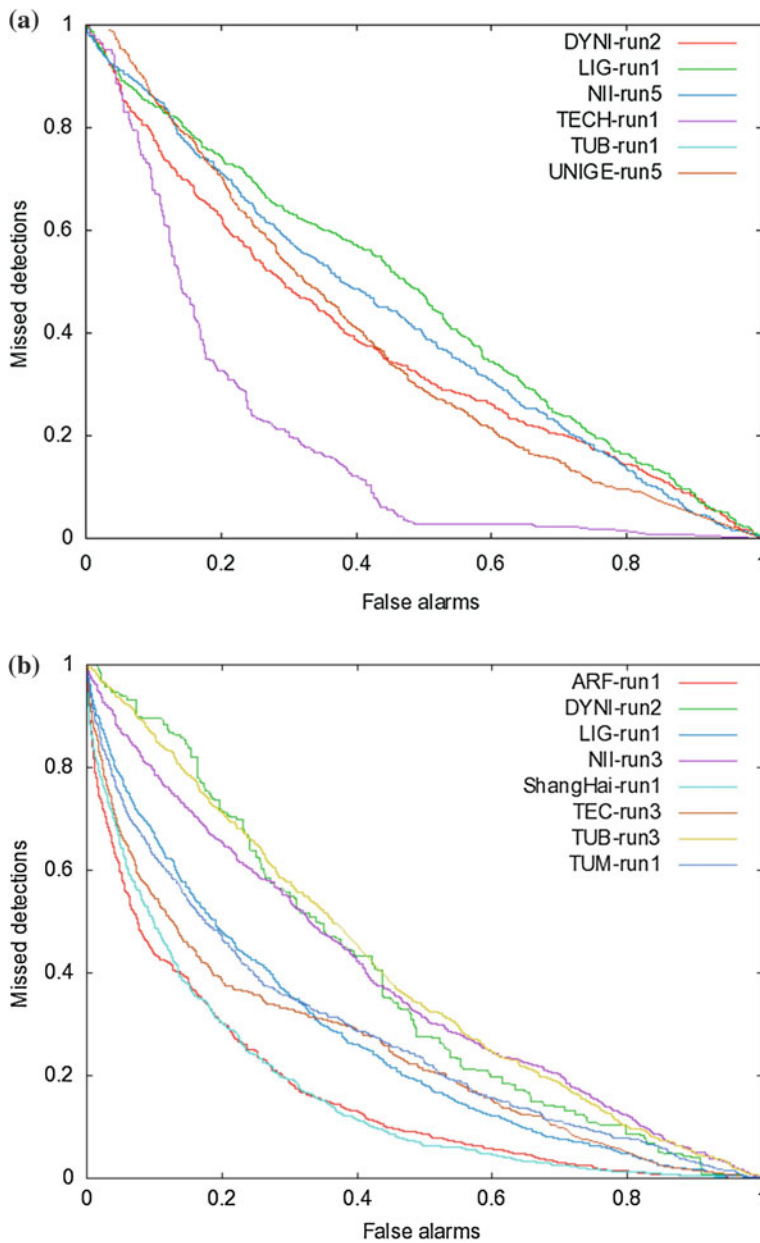 (a)
1
0.8
0.6
0.4
0.2
0
Missed detections
DYNI-run2
LIG-run1
NII-run5
TECH-run1
TUB-run1
UNIGE-run5
0 0.2 0.4 0.6 0.8 1
False alarms
(b)
1
0.8
0.6
0.4
0.2
0
Missed detections
ARF-run1
DYNI-run2
LIG-run1
NII-run3
ShangHai-run1
TEC-run3
TUB-run3
TUM-run1
0 0.2 0.4 0.6 0.8 1
False alarms